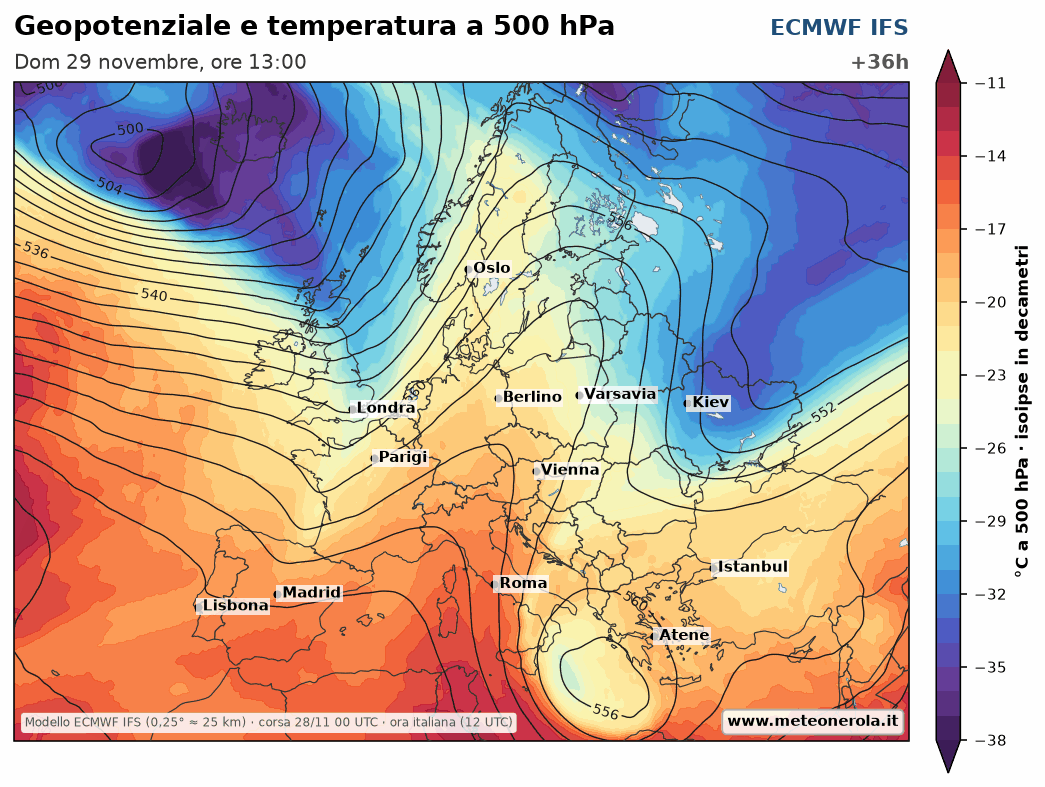 Geopotenziale e temperatura a 500 hPa
ECMWF IFS
Dom 29 novembre, ore 13:00
+36h
500
504
536
540
556
560
552
560
556
Oslo
Londra
Berlino
Varsavia
Kiev
Parigi
Vienna
Roma
Istanbul
Madrid
Lisbona
Atene
Modello ECMWF IFS (0,25° ≈ 25 km) · corsa 28/11 00 UTC · ora italiana (12 UTC)
www.meteonerola.it
−11
−14
−17
−20
−23
−26
−29
−32
−35
−38
°C a 500 hPa · isoipse in decametri